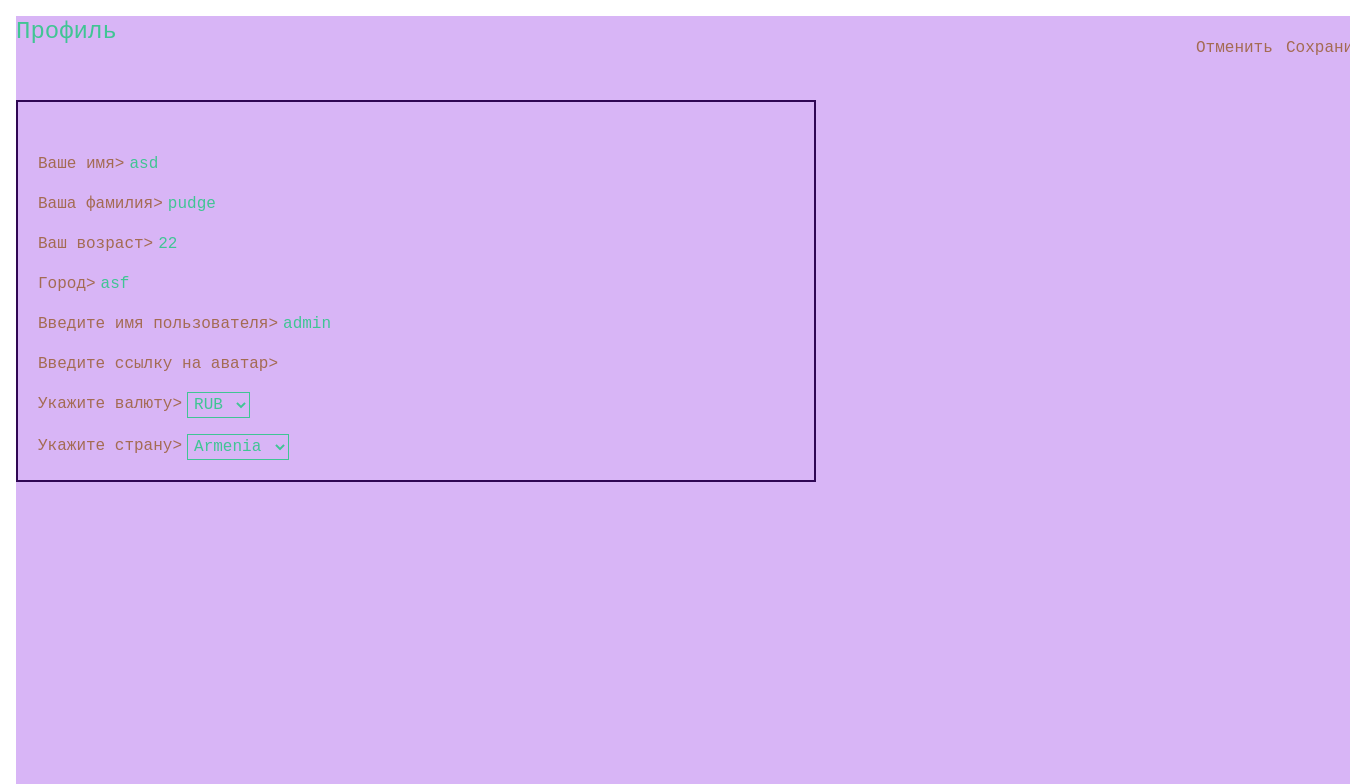 Профиль
Отменить Сохрани
Ваше имя> asd
Ваша фамилия> pudge
Ваш возраст> 22
Город> asf
Введите имя пользователя> admin
Введите ссылку на аватар>
Укажите валюту> RUB
Укажите страну> Armenia